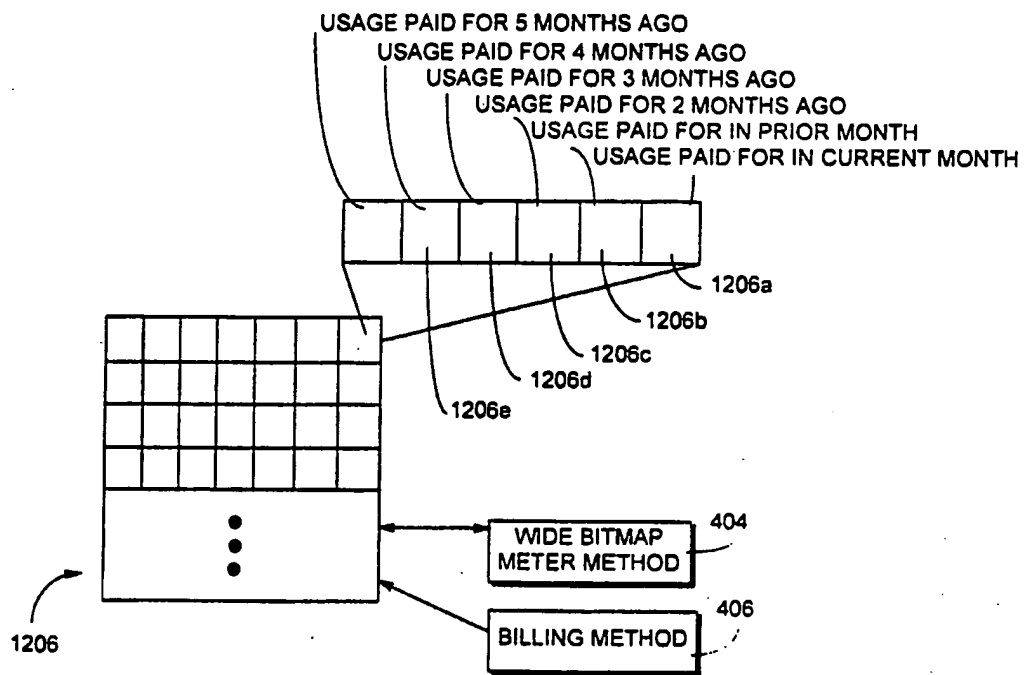 USAGE PAID FOR 5 MONTHS AGO
USAGE PAID FOR 4 MONTHS AGO
USAGE PAID FOR 3 MONTHS AGO
USAGE PAID FOR 2 MONTHS AGO
USAGE PAID FOR IN PRIOR MONTH
USAGE PAID FOR IN CURRENT MONTH
1206a
1206b
1206c
1206d
1206e
404
WIDE BITMAP
METER METHOD
406
BILLING METHOD
1206